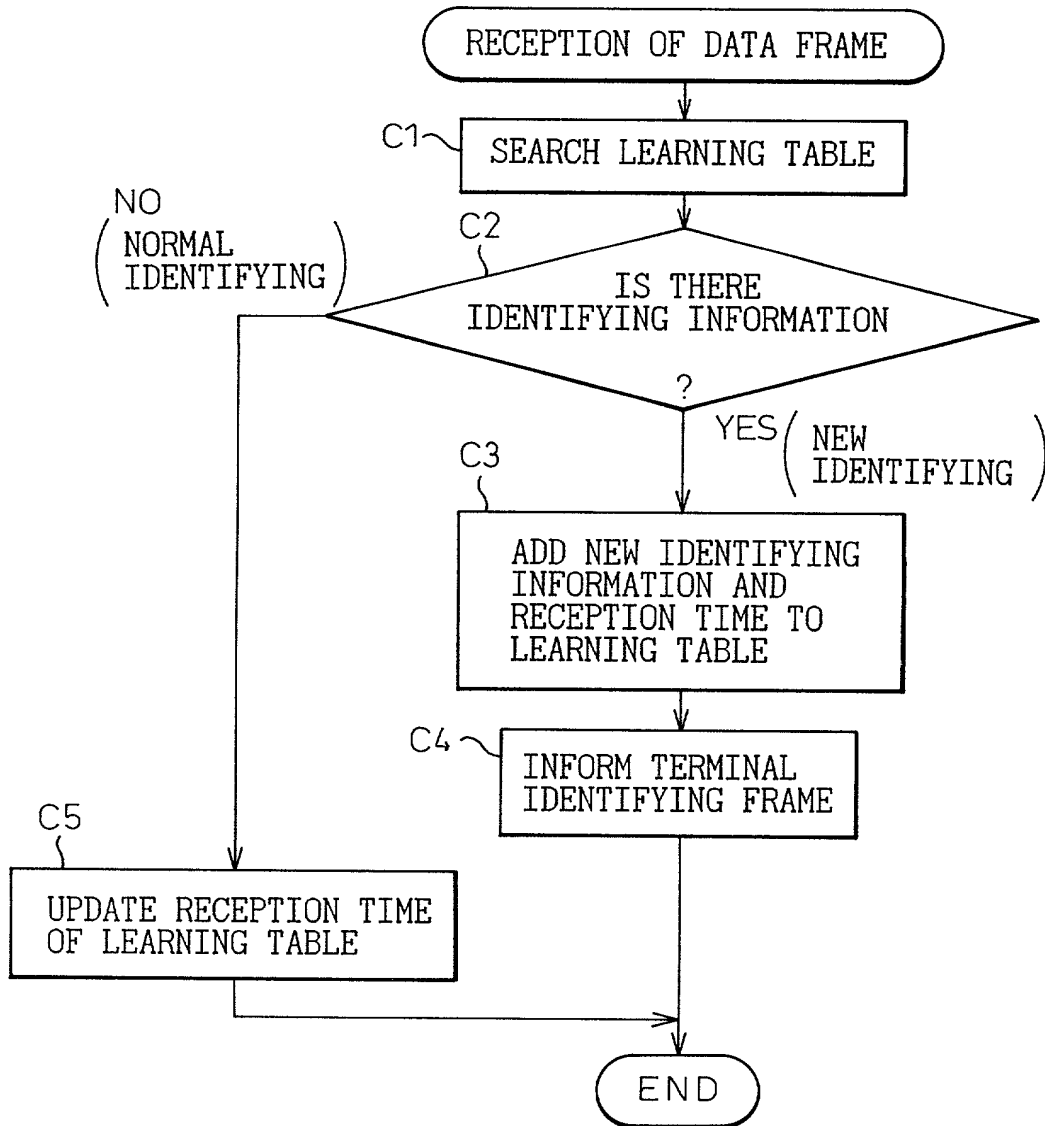 RECEPTION OF DATA FRAME
C1
SEARCH LEARNING TABLE
NO
(NORMAL
IDENTIFYING)
C2
IS THERE
IDENTIFYING INFORMATION
?
YES
(NEW
IDENTIFYING)
C3
ADD NEW IDENTIFYING
INFORMATION AND
RECEPTION TIME TO
LEARNING TABLE
C4
INFORM TERMINAL
IDENTIFYING FRAME
C5
UPDATE RECEPTION TIME
OF LEARNING TABLE
END